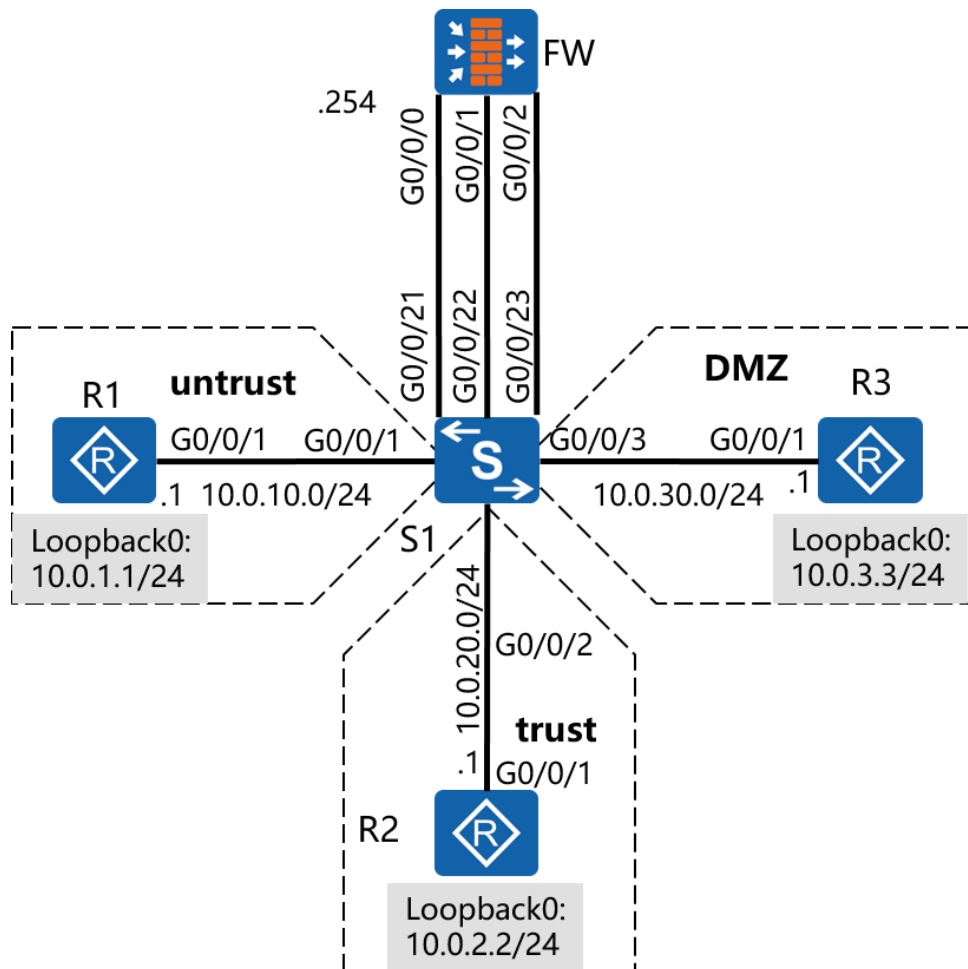 FW
.254
G0/0/0
G0/0/1
G0/0/2
G0/0/21
G0/0/22
G0/0/23
untrust
R1
G0/0/1
G0/0/1
.1
10.0.10.0/24
Loopback0:
10.0.1.1/24
S
S1
DMZ
R3
G0/0/3
G0/0/1
10.0.30.0/24
.1
R
R
Loopback0:
10.0.3.3/24
10.0.20.0/24
G0/0/2
trust
.1
G0/0/1
R2
R
Loopback0:
10.0.2.2/24